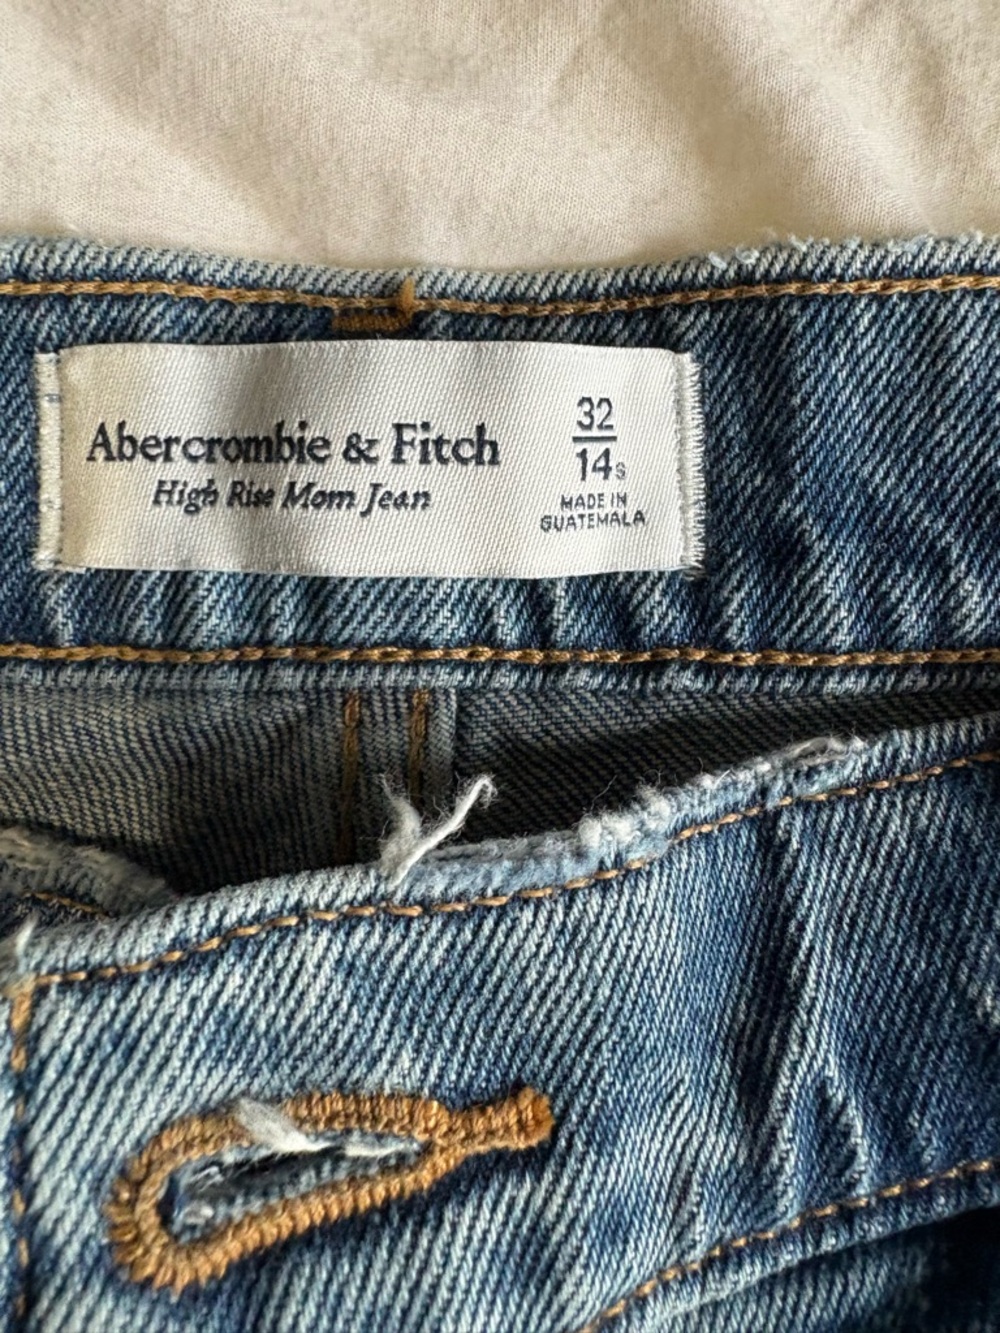 Abercrombie & Fitch
High Rise Mom Jean
32
14s
MADE IN
GUATEMALA